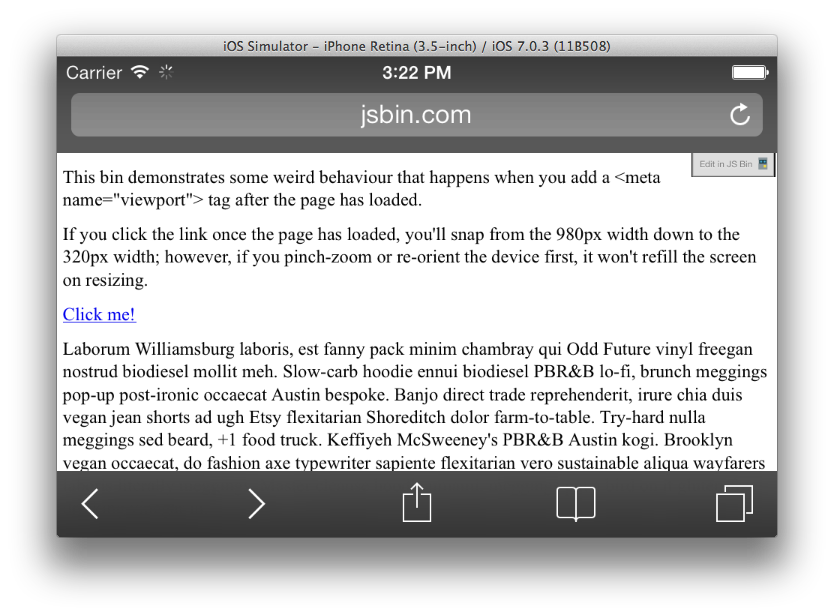 iOS Simulator – iPhone Retina (3.5-inch) / iOS 7.0.3 (11B508)
Carrier 3:22 PM
jsbin.com
Edit in JS Bin
This bin demonstrates some weird behaviour that happens when you add a <meta
name="viewport"> tag after the page has loaded.
If you click the link once the page has loaded, you'll snap from the 980px width down to the
320px width; however, if you pinch-zoom or re-orient the device first, it won't refill the screen
on resizing.
Click me!
Laborum Williamsburg laboris, est fanny pack minim chambray qui Odd Future vinyl freegan
nostrud biodiesel mollit meh. Slow-carb hoodie ennui biodiesel PBR&B lo-fi, brunch meggings
pop-up post-ironic occaecat Austin bespoke. Banjo direct trade reprehenderit, irure chia duis
vegan jean shorts ad ugh Etsy flexitarian Shoreditch dolor farm-to-table. Try-hard nulla
meggings sed beard, +1 food truck. Keffiyeh McSweeney's PBR&B Austin kogi. Brooklyn
vegan occaecat, do fashion axe typewriter sapiente flexitarian vero sustainable aliqua wayfarers